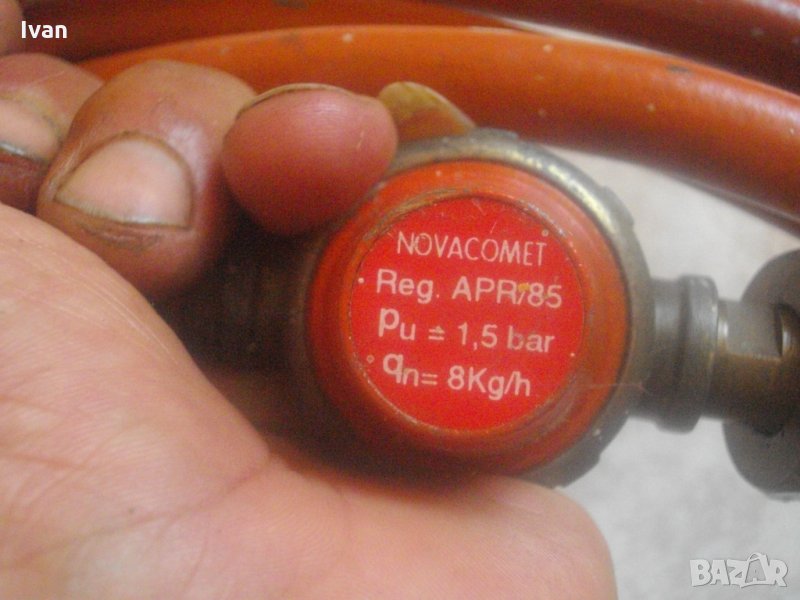 Ivan
NOVACOMET
Reg. APR/85
pu = 1,5 bar
qn = 8Kg/h
BAZAR